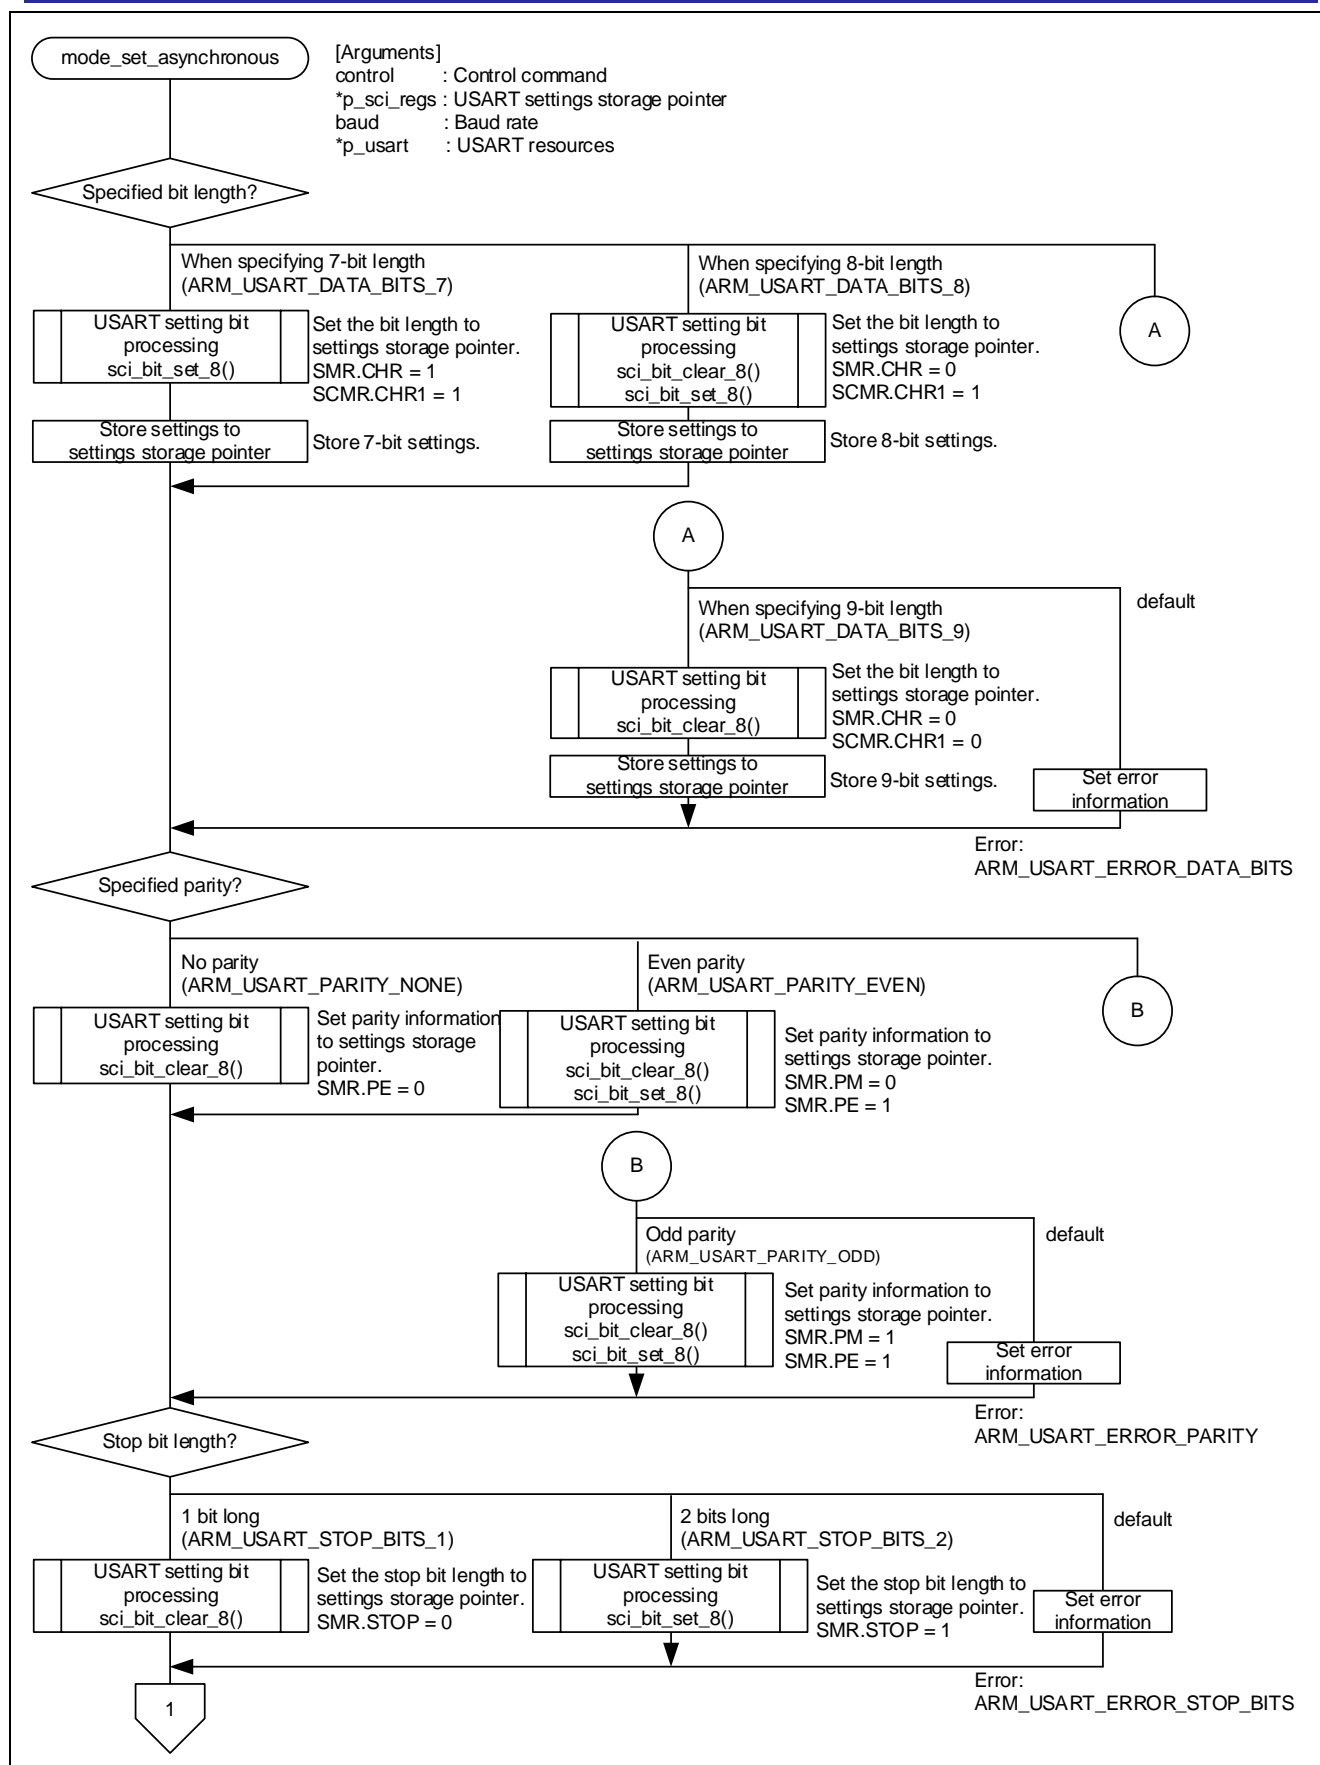 mode_set_asynchronous
[Arguments]
control : Control command
*p_sci_regs : USART settings storage pointer
baud : Baud rate
*p_usart : USART resources
Specified bit length?
When specifying 7-bit length
(ARM_USART_DATA_BITS_7)
USART setting bit
processing
sci_bit_set_8()
Set the bit length to
settings storage pointer.
SMR.CHR = 1
SCMR.CHR1 = 1
Store settings to
settings storage pointer
Store 7-bit settings.
When specifying 8-bit length
(ARM_USART_DATA_BITS_8)
USART setting bit
processing
sci_bit_clear_8()
sci_bit_set_8()
Set the bit length to
settings storage pointer.
SMR.CHR = 0
SCMR.CHR1 = 1
Store settings to
settings storage pointer
Store 8-bit settings.
A
A
When specifying 9-bit length
(ARM_USART_DATA_BITS_9)
USART setting bit
processing
sci_bit_clear_8()
Set the bit length to
settings storage pointer.
SMR.CHR = 0
SCMR.CHR1 = 0
Store settings to
settings storage pointer
Store 9-bit settings.
default
Set error
information
Error:
ARM_USART_ERROR_DATA_BITS
Specified parity?
No parity
(ARM_USART_PARITY_NONE)
USART setting bit
processing
sci_bit_clear_8()
Set parity information
to settings storage
pointer.
SMR.PE = 0
Even parity
(ARM_USART_PARITY_EVEN)
USART setting bit
processing
sci_bit_clear_8()
sci_bit_set_8()
Set parity information to
settings storage pointer.
SMR.PM = 0
SMR.PE = 1
B
B
Odd parity
(ARM_USART_PARITY_ODD)
USART setting bit
processing
sci_bit_clear_8()
sci_bit_set_8()
Set parity information to
settings storage pointer.
SMR.PM = 1
SMR.PE = 1
default
Set error
information
Error:
ARM_USART_ERROR_PARITY
Stop bit length?
1 bit long
(ARM_USART_STOP_BITS_1)
USART setting bit
processing
sci_bit_clear_8()
Set the stop bit length to
settings storage pointer.
SMR.STOP = 0
2 bits long
(ARM_USART_STOP_BITS_2)
USART setting bit
processing
sci_bit_set_8()
Set the stop bit length to
settings storage pointer.
SMR.STOP = 1
default
Set error
information
Error:
ARM_USART_ERROR_STOP_BITS
1